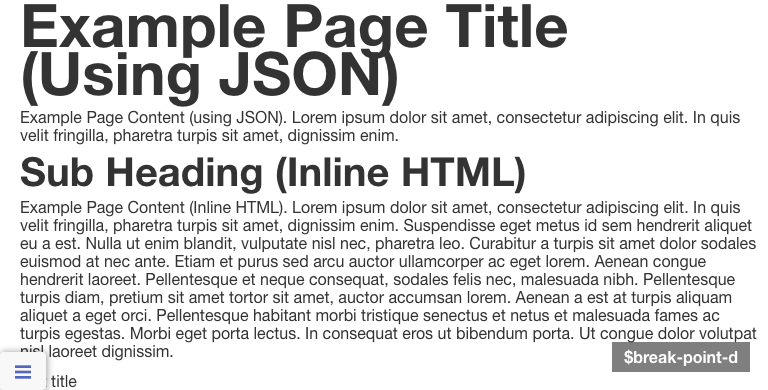 Example Page Title
(Using JSON)
Example Page Content (using JSON). Lorem ipsum dolor sit amet, consectetur adipiscing elit. In quis
velit fringilla, pharetra turpis sit amet, dignissim enim.
Sub Heading (Inline HTML)
Example Page Content (Inline HTML). Lorem ipsum dolor sit amet, consectetur adipiscing elit. In quis
velit fringilla, pharetra turpis sit amet, dignissim enim. Suspendisse eget metus id sem hendrerit aliquet
eu a est. Nulla ut enim blandit, vulputate nisl nec, pharetra leo. Curabitur a turpis sit amet dolor sodales
euismod at nec ante. Etiam et purus sed arcu auctor ullamcorper ac eget lorem. Aenean congue
hendrerit laoreet. Pellentesque et neque consequat, sodales felis nec, malesuada nibh. Pellentesque
turpis diam, pretium sit amet tortor sit amet, auctor accumsan lorem. Aenean a est at turpis aliquam
aliquet a eget orci. Pellentesque habitant morbi tristique senectus et netus et malesuada fames ac
turpis egestas. Morbi eget porta lectus. In consequat eros ut bibendum porta. Ut congue dolor volutpat
nisl laoreet dignissim.
$break-point-d
title